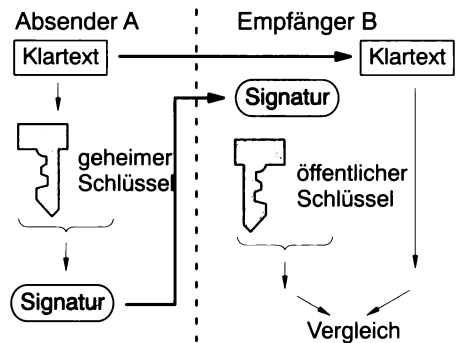 Absender A
Klartext
geheimer
Schlüssel
Signatur
Empfänger B
Klartext
Signatur
öffentlicher
Schlüssel
Vergleich